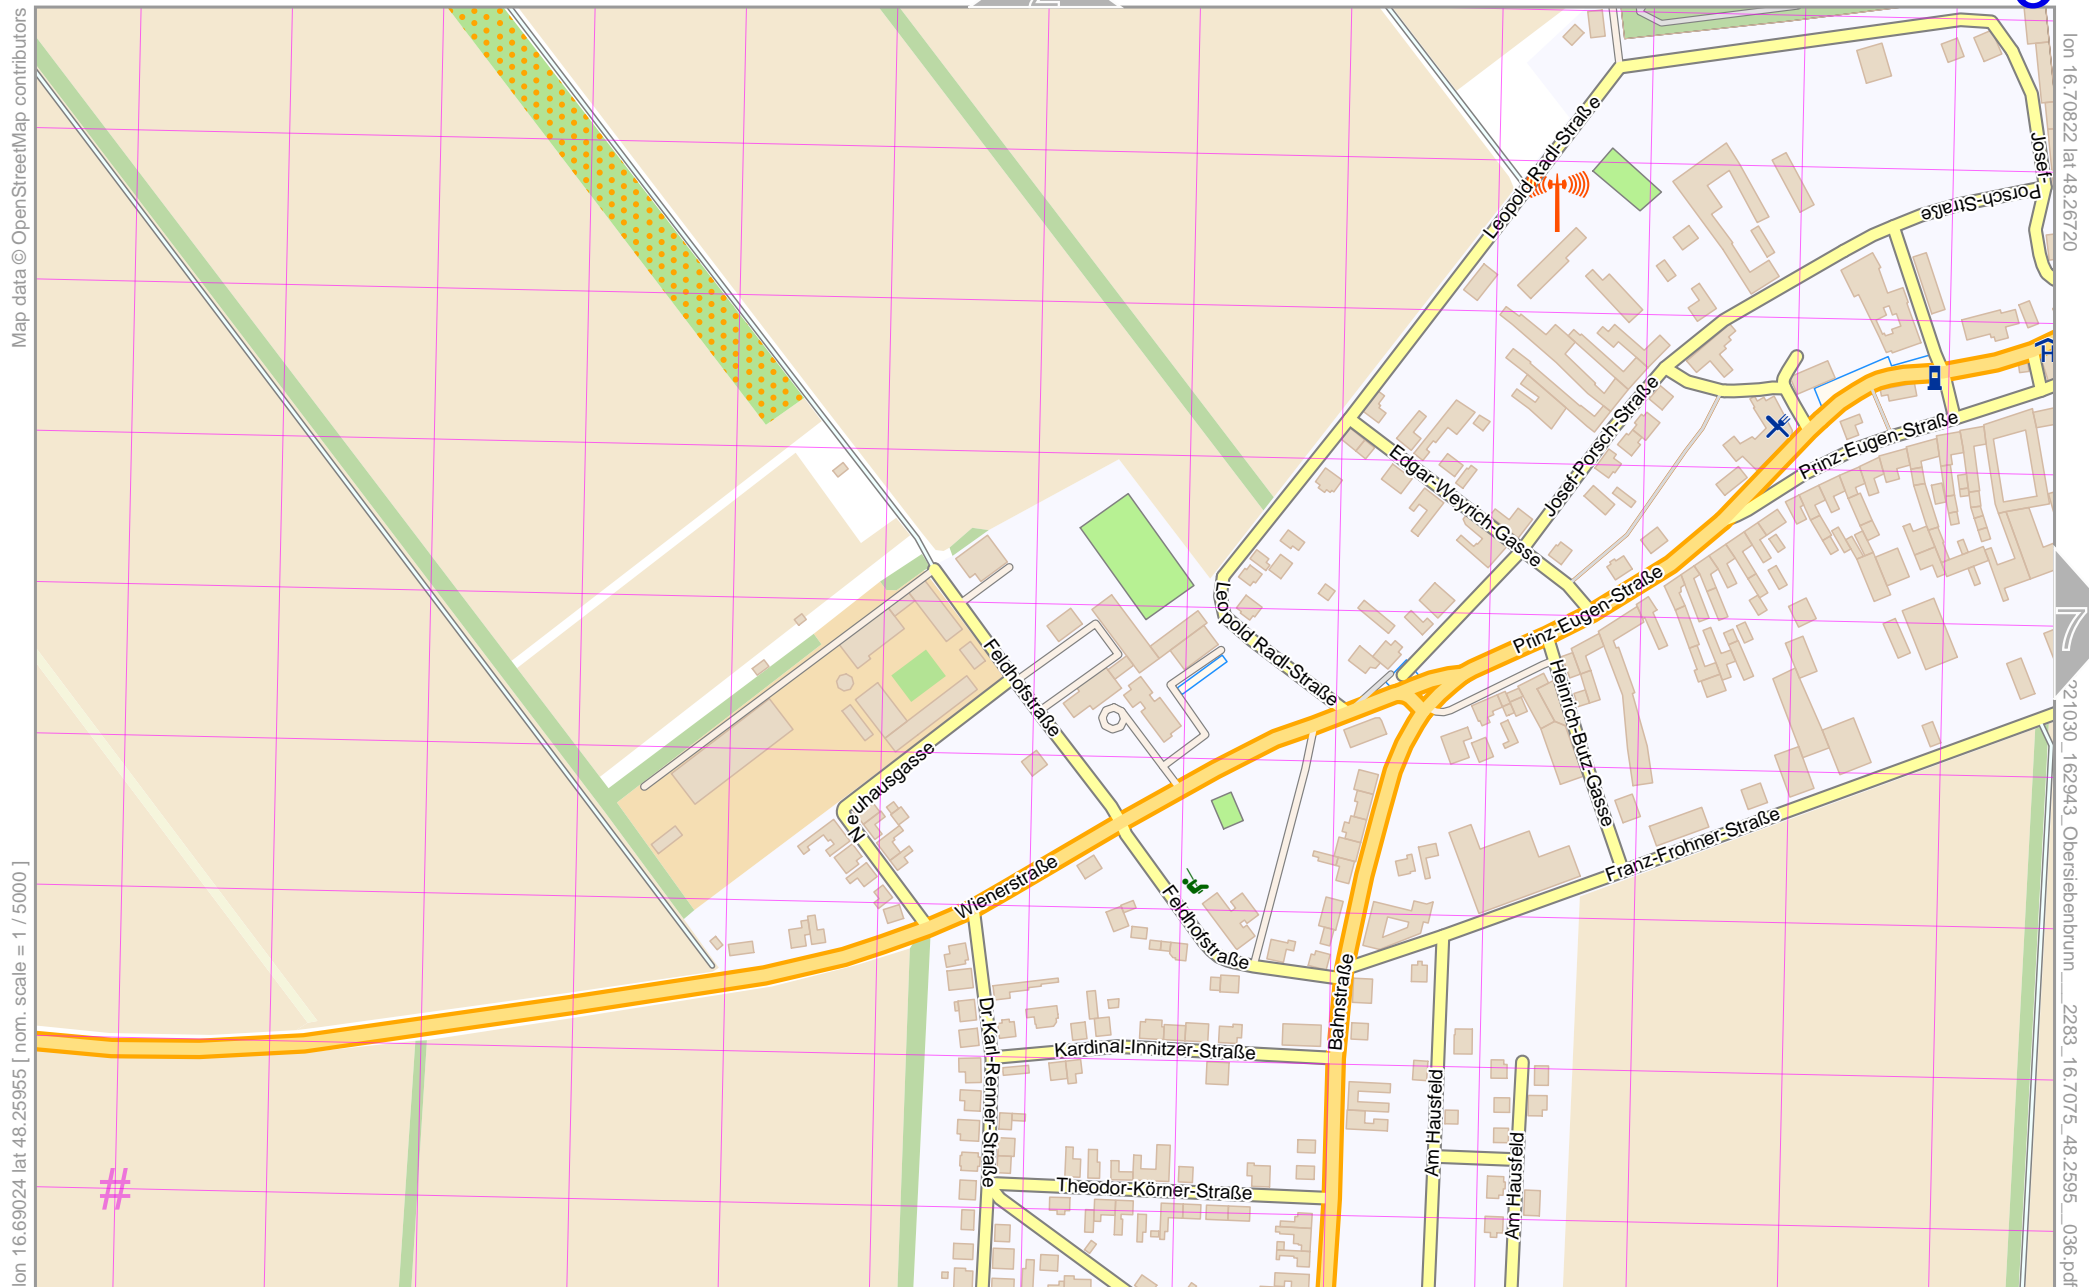 2
Map data © OpenStreetMap contributors
lon 16.70822 lat 48.26720
Leopold Radl-Straße
Josef-
Porsch-Straße
H
Josef-Porsch-Straße
Prinz-Eugen-Straße
Edgar-Weyrich-Gasse
Leopold Radl-Straße
Prinz-Eugen-Straße
7
Feldhofstraße
Heinrich-Butz-Gasse
Neuhausgasse
Franz-Frohner-Straße
Wienerstraße
Feldhofstraße
Bahnstraße
Dr.Karl-Renner-Straße
Kardinal-Innitzer-Straße
Am Hausfeld
Am Hausfeld
Theodor-Körner-Straße
#
lon 16.69024 lat 48.25955 [ nom. scale = 1 / 5000 ]
221030_162943_Obersiebenbrunn___2283_16.7075_48.2595__036.pdf